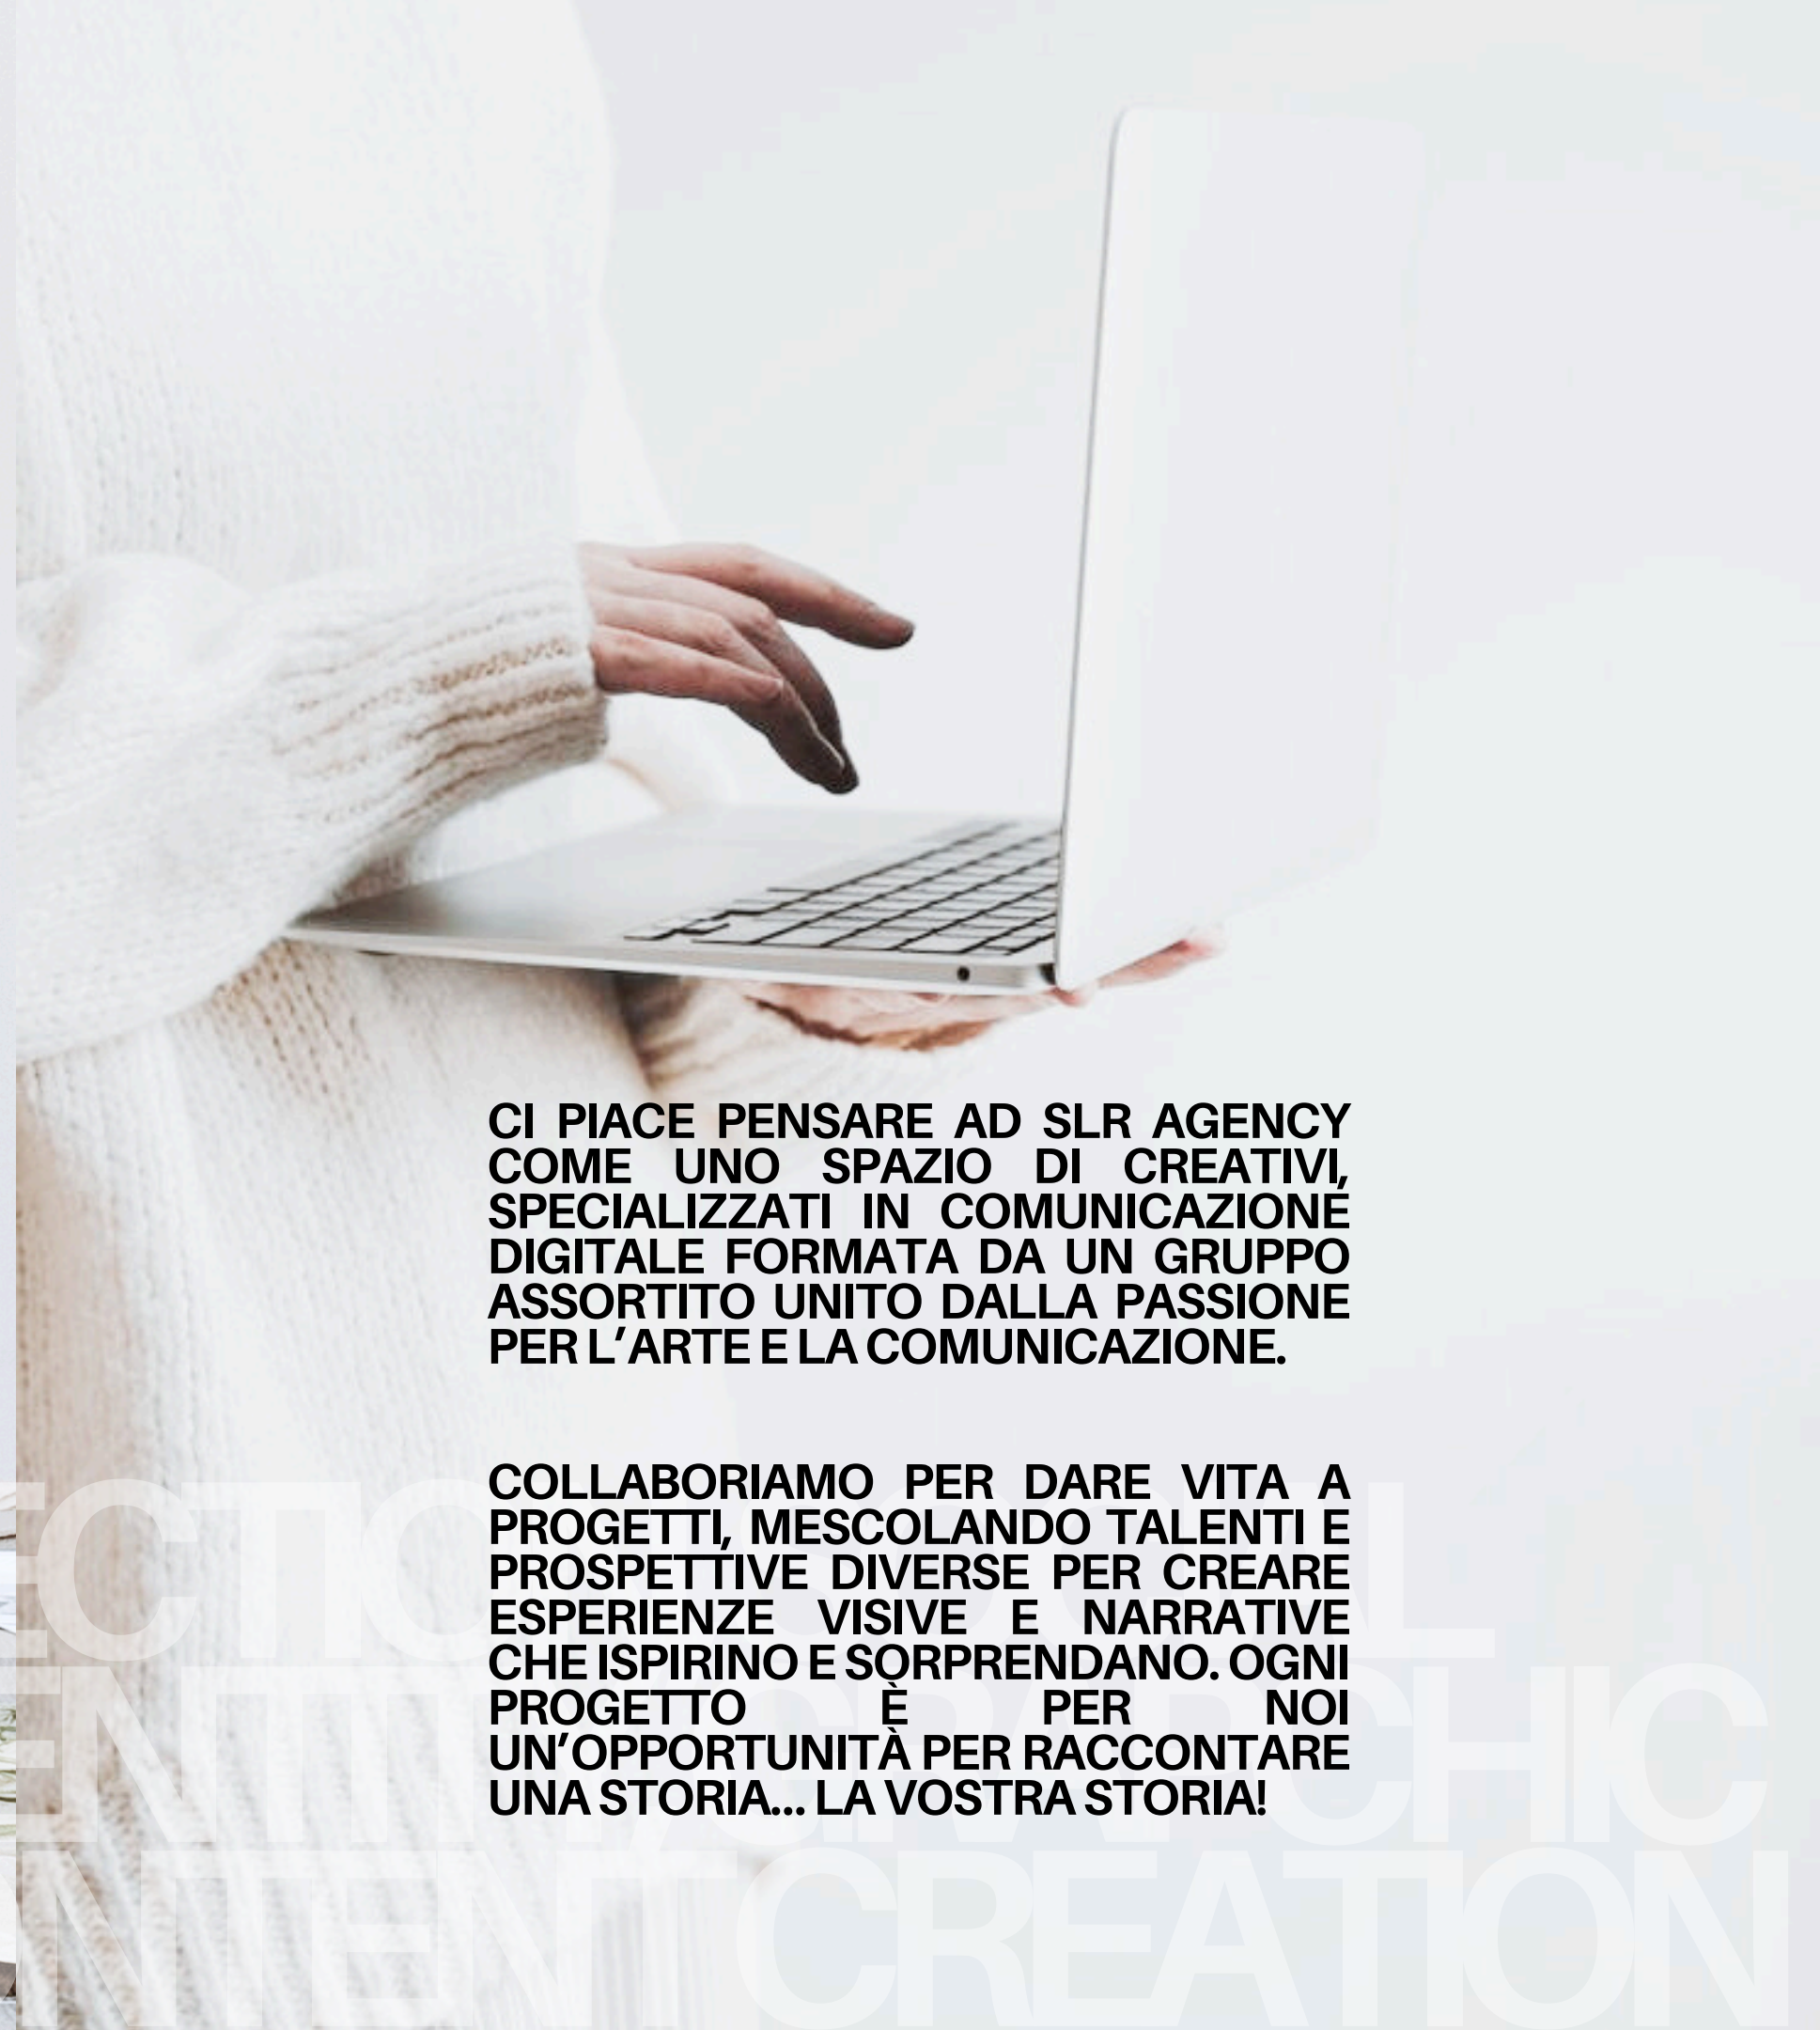 CI PIACE PENSARE AD SLR AGENCY
COME UNO SPAZIO DI CREATIVI,
SPECIALIZZATI IN COMUNICAZIONE
DIGITALE FORMATA DA UN GRUPPO
ASSORTITO UNITO DALLA PASSIONE
PER L’ARTE E LA COMUNICAZIONE.
COLLABORIAMO PER DARE VITA A
PROGETTI, MESCOLANDO TALENTI E
PROSPETTIVE DIVERSE PER CREARE
ESPERIENZE VISIVE E NARRATIVE
CHE ISPIRINO E SORPRENDANO. OGNI
PROGETTO È PER NOI
UN’OPPORTUNITÀ PER RACCONTARE
UNA STORIA... LA VOSTRA STORIA!
NTENT CREATION